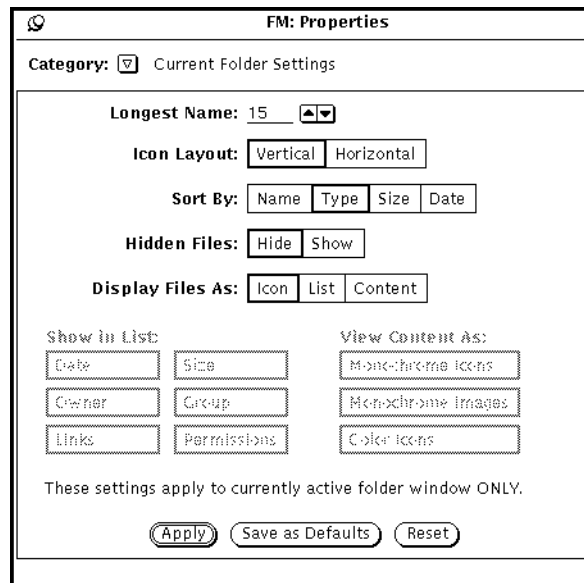 FM: Properties
Category: Current Folder Settings
Longest Name: 15
Icon Layout: Vertical Horizontal
Sort By: Name Type Size Date
Hidden Files: Hide Show
Display Files As: Icon List Content
Show in List: View Content As:
Date Size Monochrome Icons
Owner Group Monochrome Images
Links Permissions Color Icons
These settings apply to currently active folder window ONLY.
Apply Save as Defaults Reset